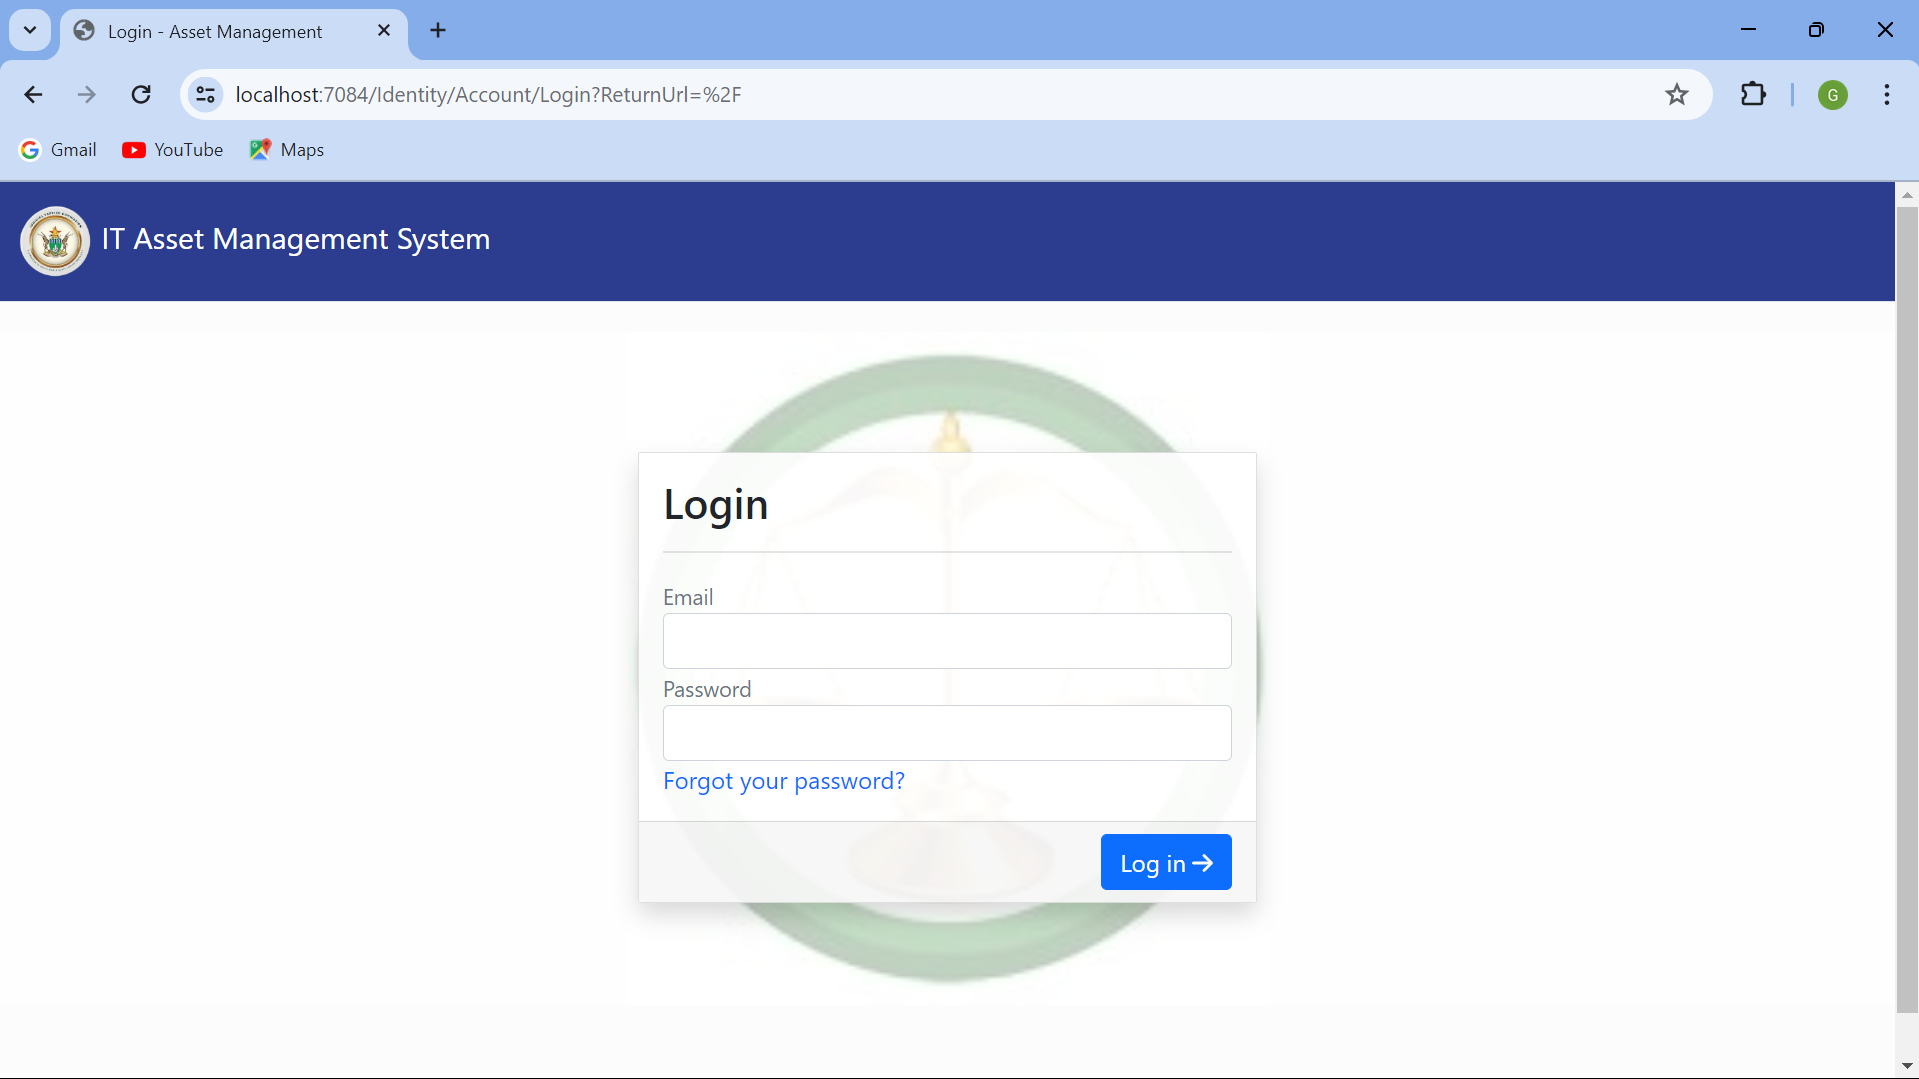 Login - Asset Management
localhost:7084/Identity/Account/Login?ReturnUrl=%2F
G
Gmail
YouTube
Maps
IT Asset Management System
Login
Email
Password
Forgot your password?
Log in